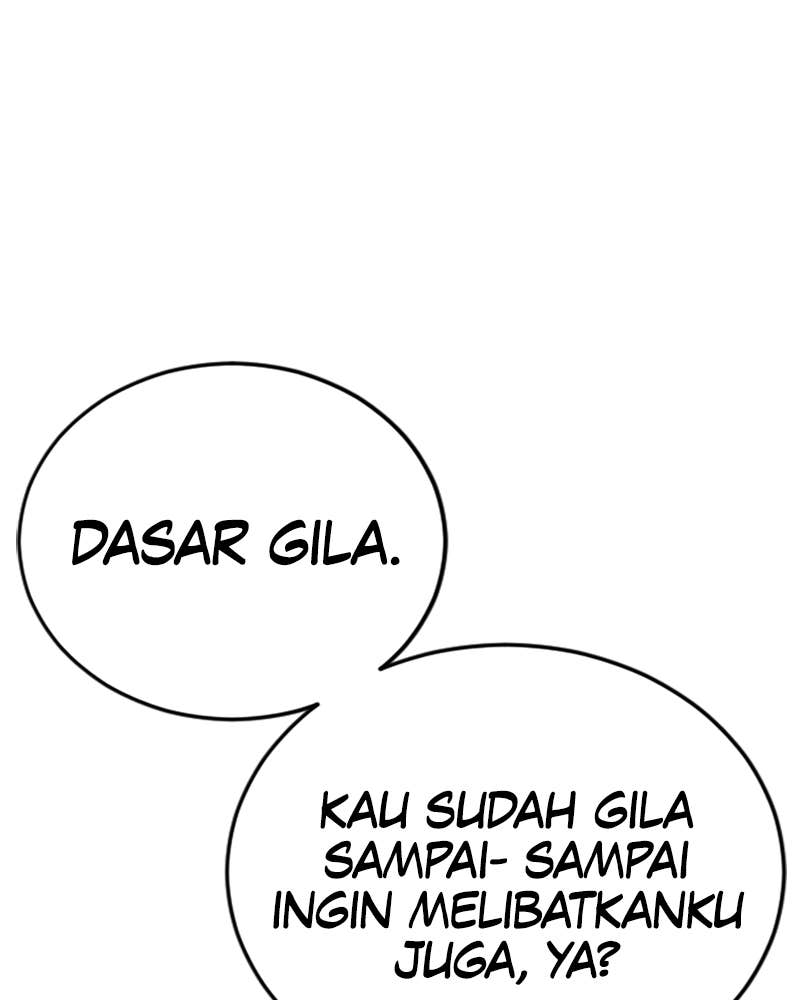 DASAR GILA.
KAU SUDAH GILA
SAMPAI- SAMPAI
INGIN MELIBATKANKU
JUGA, YA?